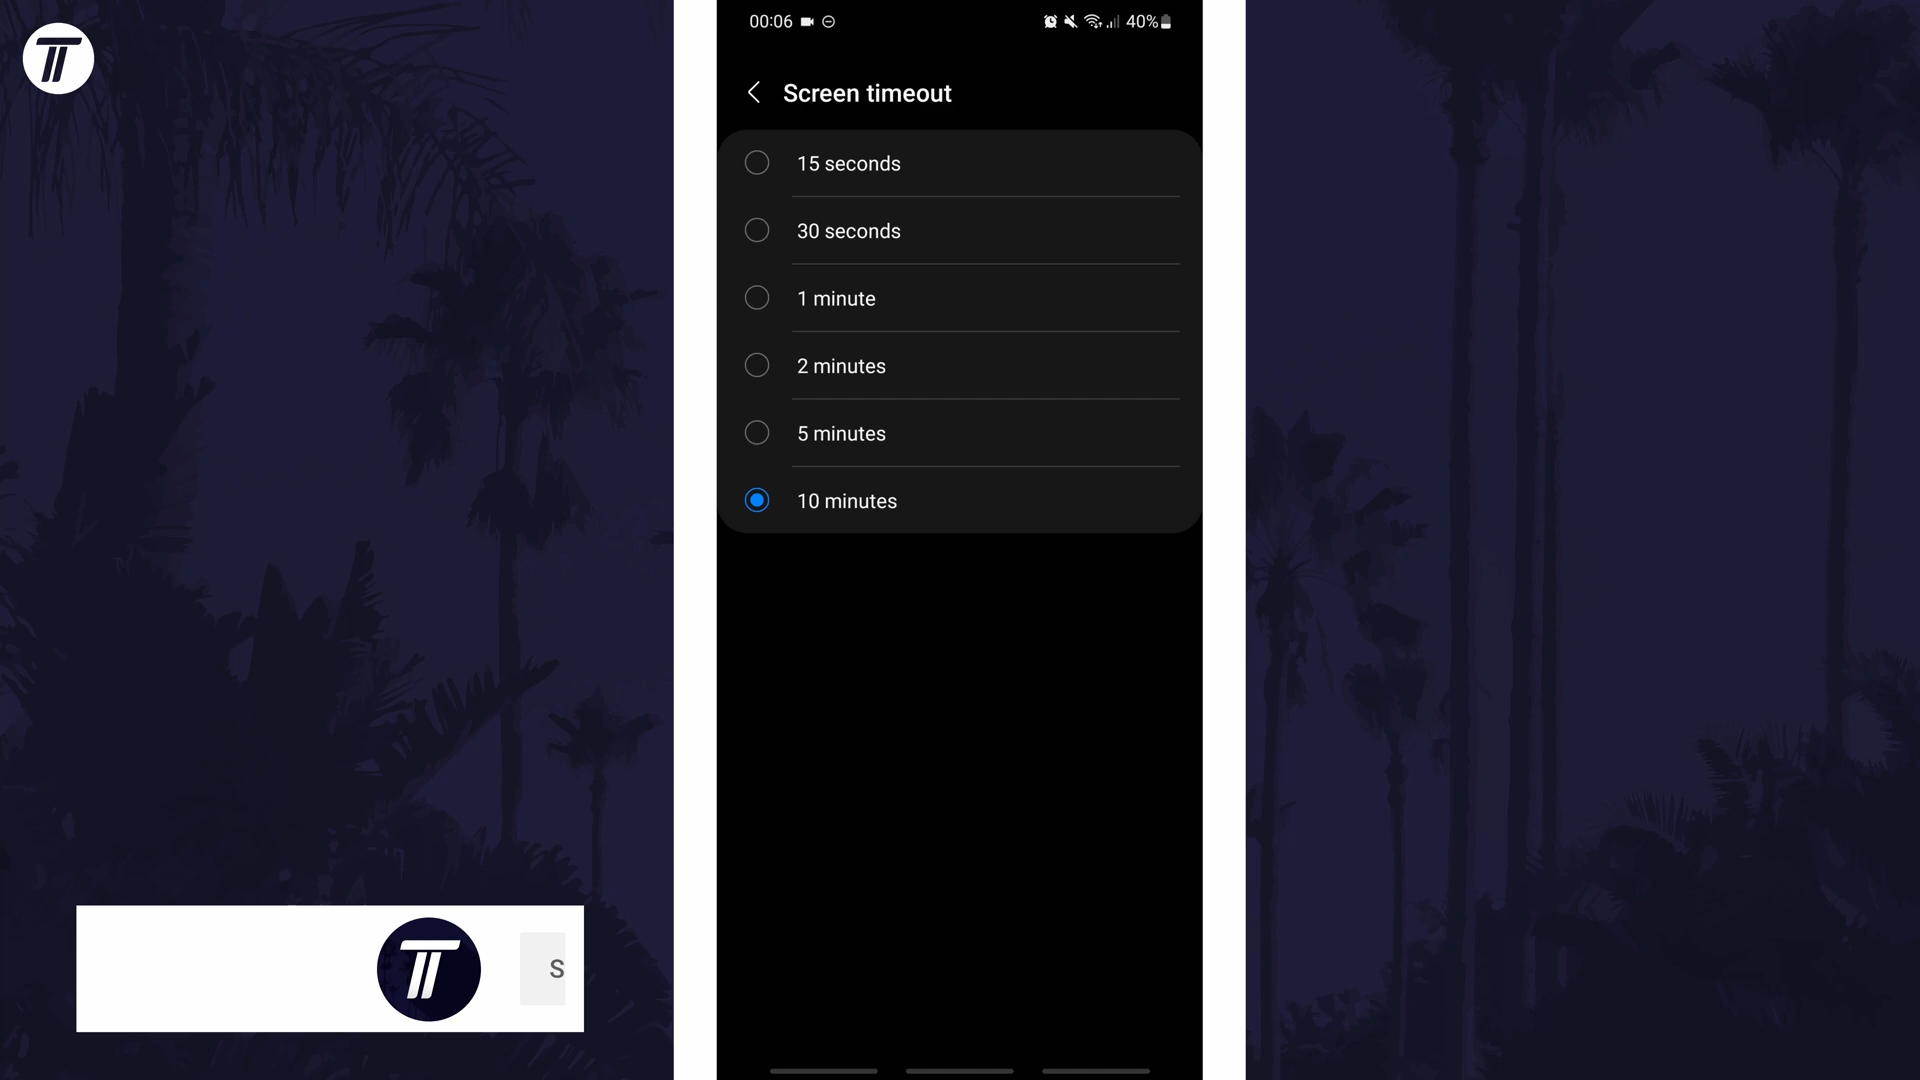 00:06 40%
Screen timeout
15 seconds
30 seconds
1 minute
2 minutes
5 minutes
10 minutes
S